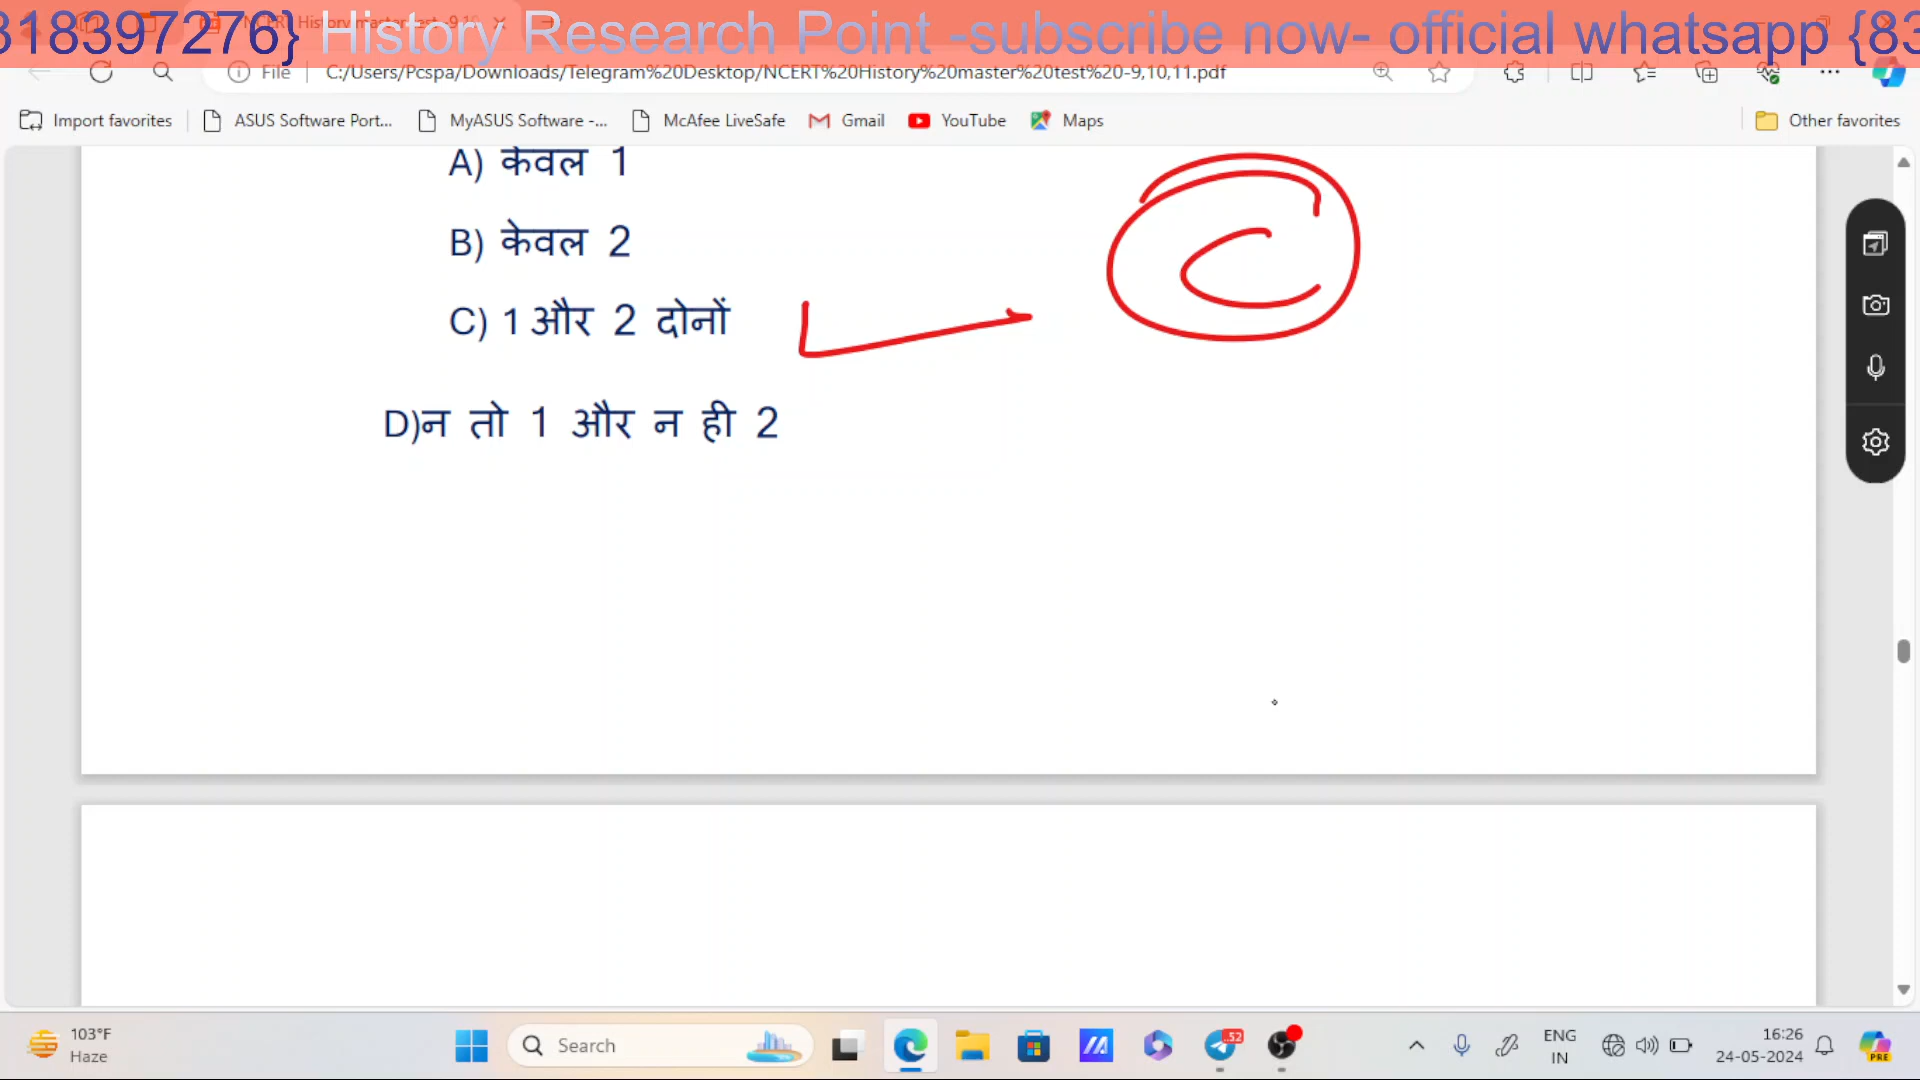 318397276} History Research Point -subscribe now- official whatsapp {83
File C:/Users/Pcspa/Downloads/Telegram%20Desktop/NCERT%20History%20master%20test%20-9,10,11.pdf
Import favorites ASUS Software Port... MyASUS Software -... McAfee LiveSafe Gmail YouTube Maps Other favorites
A) केवल 1
B) केवल 2
C) 1 और 2 दोनों
C
D)न तो 1 और न ही 2
103°F
Haze
Search
52
ENG
IN
16:26
24-05-2024
PRE